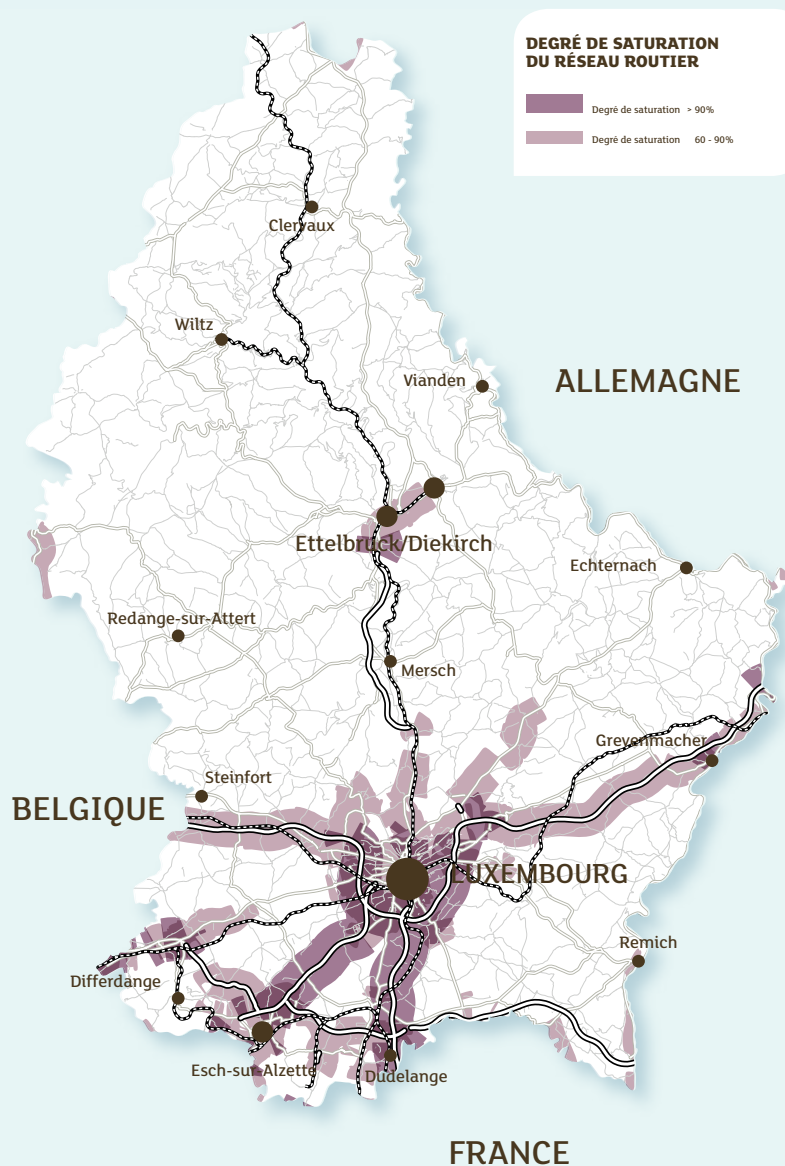 DEGRÉ DE SATURATION
DU RÉSEAU ROUTIER
Degré de saturation > 90%
Degré de saturation 60 - 90%
Clervaux
Wiltz
Vianden
ALLEMAGNE
Ettelbruck/Diekirch
Echternach
Redange-sur-Attert
Mersch
Grevenmacher
Steinfort
BELGIQUE
LUXEMBOURG
Remich
Differdange
Esch-sur-Alzette
Dudelange
FRANCE